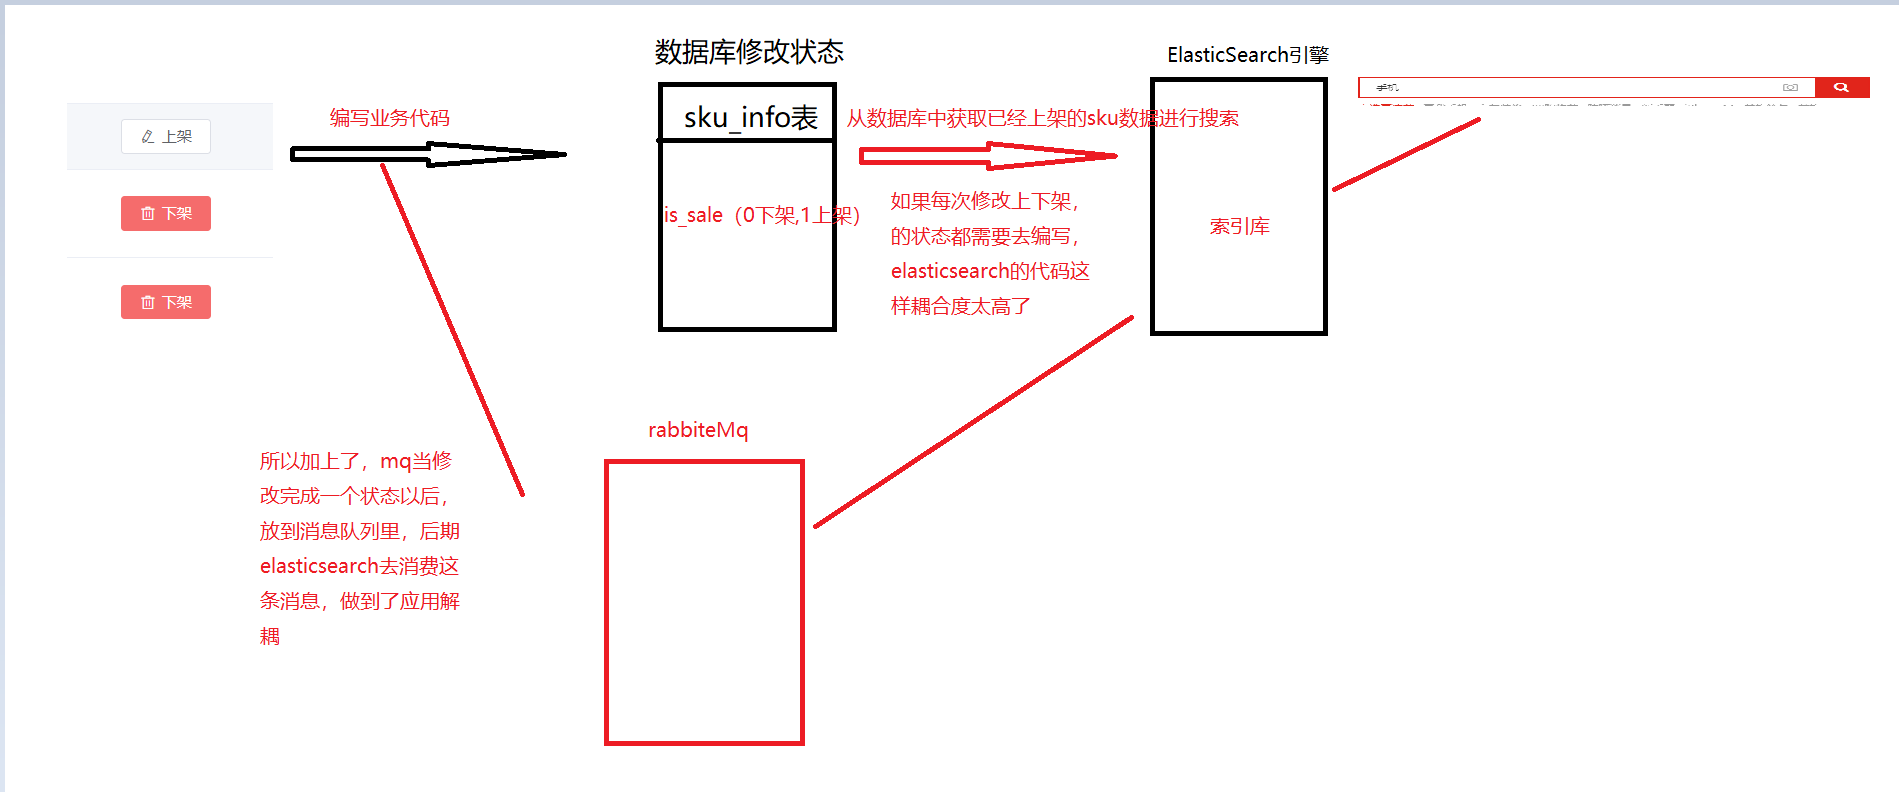 数据库修改状态
ElasticSearch引擎
手机
上架
编写业务代码
sku_info表
从数据库中获取已经上架的sku数据进行搜索
下架
is_sale（0下架,1上架）
如果每次修改上下架，
的状态都需要去编写，
elasticsearch的代码这
样耦合度太高了
索引库
下架
rabbiteMq
所以加上了，mq当修
改完成一个状态以后，
放到消息队列里，后期
elasticsearch去消费这
条消息，做到了应用解
耦